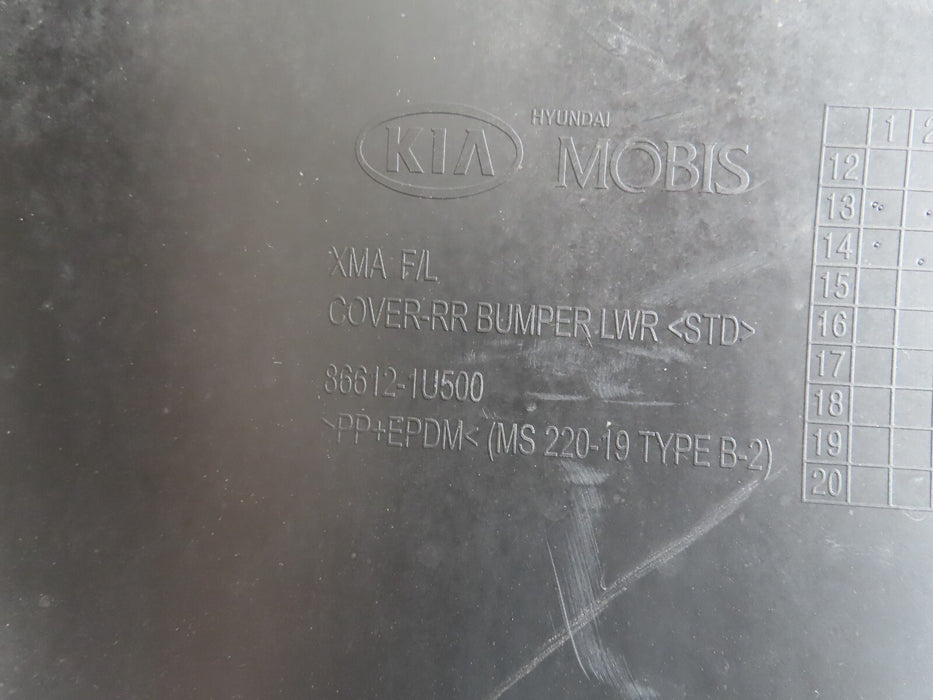 KIA
HYUNDAI
MOBIS
XMA F/L
COVER-RR BUMPER LWR <STD>
86612-1U500
>PP+EPDM< (MS 220-19 TYPE B-2)
1 2
12
13
14
15
16
17
18
19
20